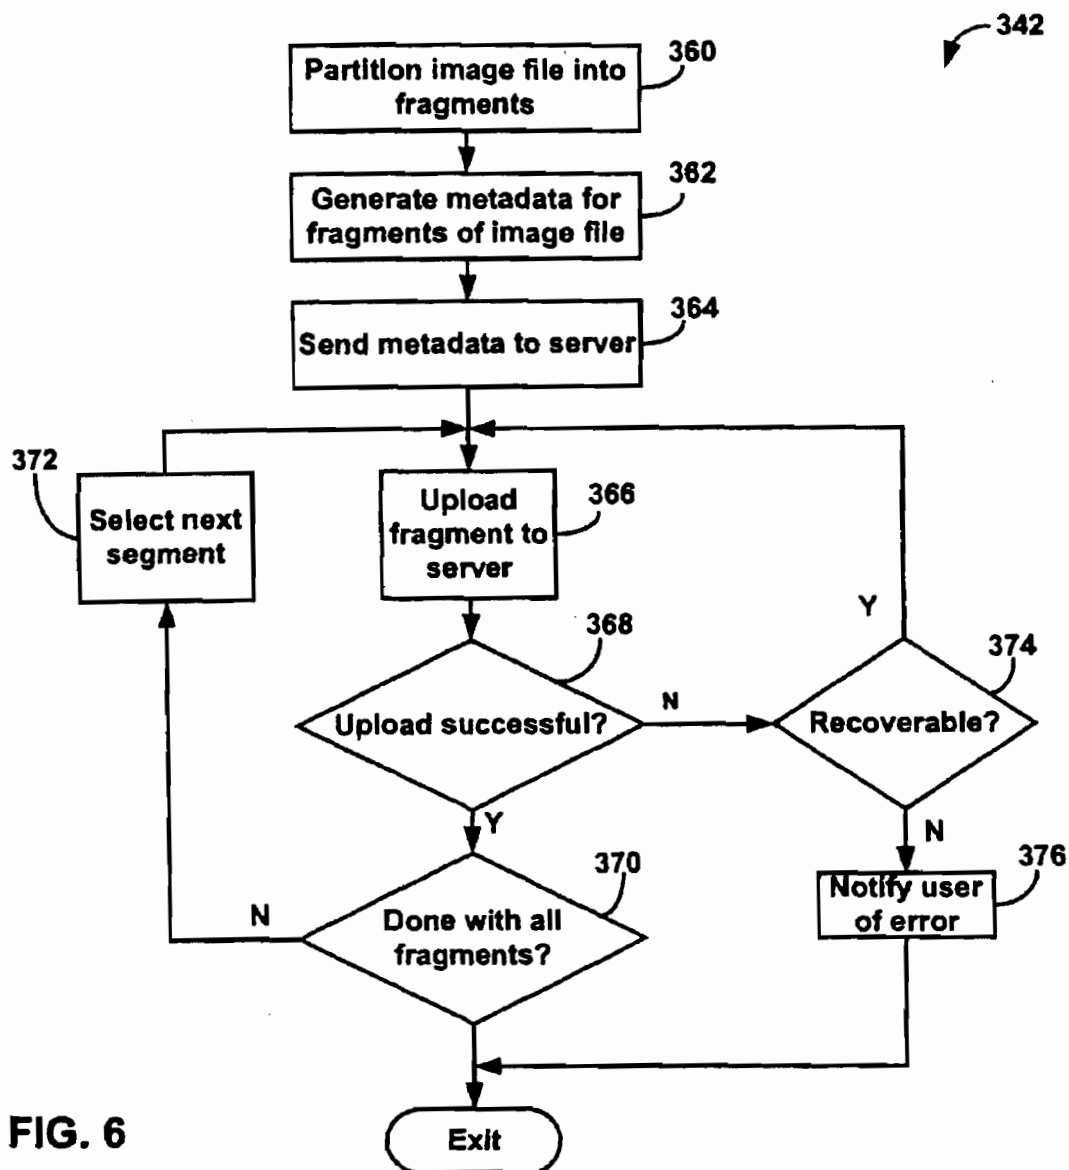 342
Partition image file into
fragments
360
Generate metadata for
fragments of image file
362
Send metadata to server
364
372
Select next
segment
Upload
fragment to
server
366
Y
368
374
Upload successful?
N
Recoverable?
Y
N
370
376
N
Done with all
fragments?
Notify user
of error
FIG. 6
Exit